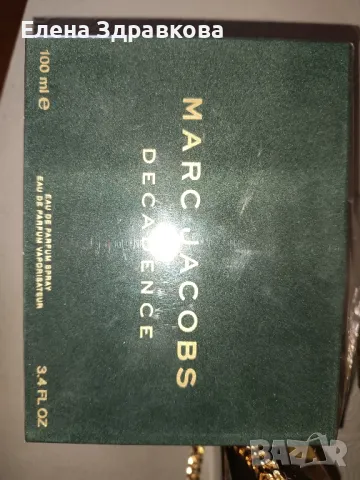 Елена Здравкова
MARC JACOBS
DECADENCE
EAU DE PARFUM SPRAY
EAU DE PARFUM VAPORISATEUR
100 ml e
3.4 FL OZ
bazar